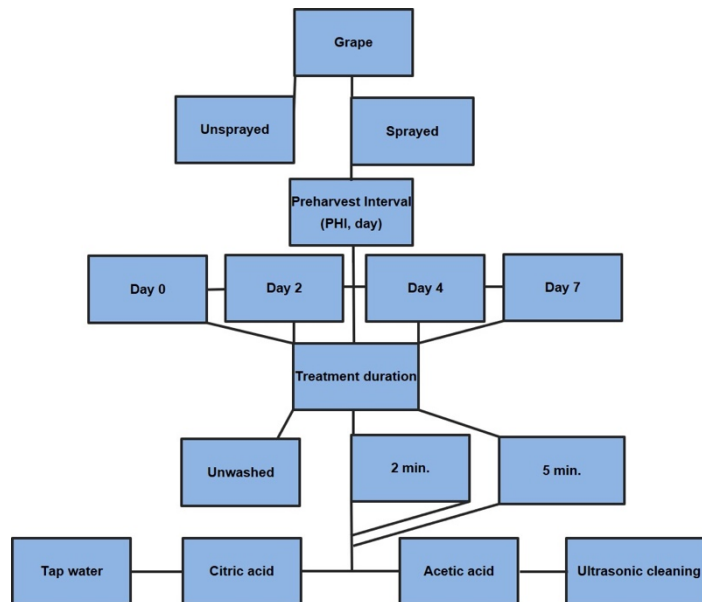 Grape
Unsprayed
Sprayed
Preharvest Interval
(PHI, day)
Day 0
Day 2
Day 4
Day 7
Treatment duration
Unwashed
2 min.
5 min.
Tap water
Citric acid
Acetic acid
Ultrasonic cleaning